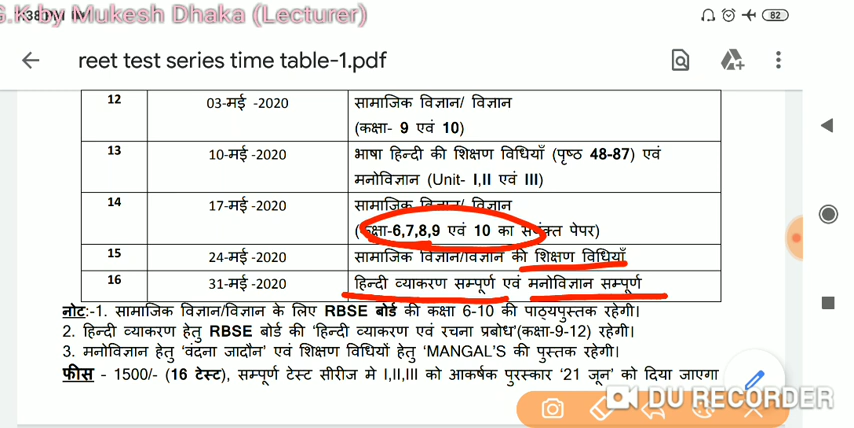 G.K by Mukesh Dhaka (Lecturer)
82
reet test series time table-1.pdf
12 03-मई -2020 सामाजिक विज्ञान/ विज्ञान
(कक्षा- 9 एवं 10)
13 10-मई -2020 भाषा हिन्दी की शिक्षण विधियाँ (पृष्ठ 48-87) एवं
मनोविज्ञान (Unit- I,II एवं III)
14 17-मई -2020 सामाजिक विज्ञान/ विज्ञान
(कक्षा-6,7,8,9 एवं 10 का संयुक्त पेपर)
15 24-मई -2020 सामाजिक विज्ञान/विज्ञान की शिक्षण विधियाँ
16 31-मई -2020 हिन्दी व्याकरण सम्पूर्ण एवं मनोविज्ञान सम्पूर्ण
नोट:-1. सामाजिक विज्ञान/विज्ञान के लिए RBSE बोर्ड की कक्षा 6-10 की पाठ्यपुस्तक रहेगी।
2. हिन्दी व्याकरण हेतु RBSE बोर्ड की 'हिन्दी व्याकरण एवं रचना प्रबोध'(कक्षा-9-12) रहेगी।
3. मनोविज्ञान हेतु 'वंदना जादौन' एवं शिक्षण विधियों हेतु 'MANGAL'S की पुस्तक रहेगी।
फीस - 1500/- (16 टेस्ट), सम्पूर्ण टेस्ट सीरीज मे I,II,III को आकर्षक पुरस्कार '21 जून' को दिया जाएगा
DU RECORDER